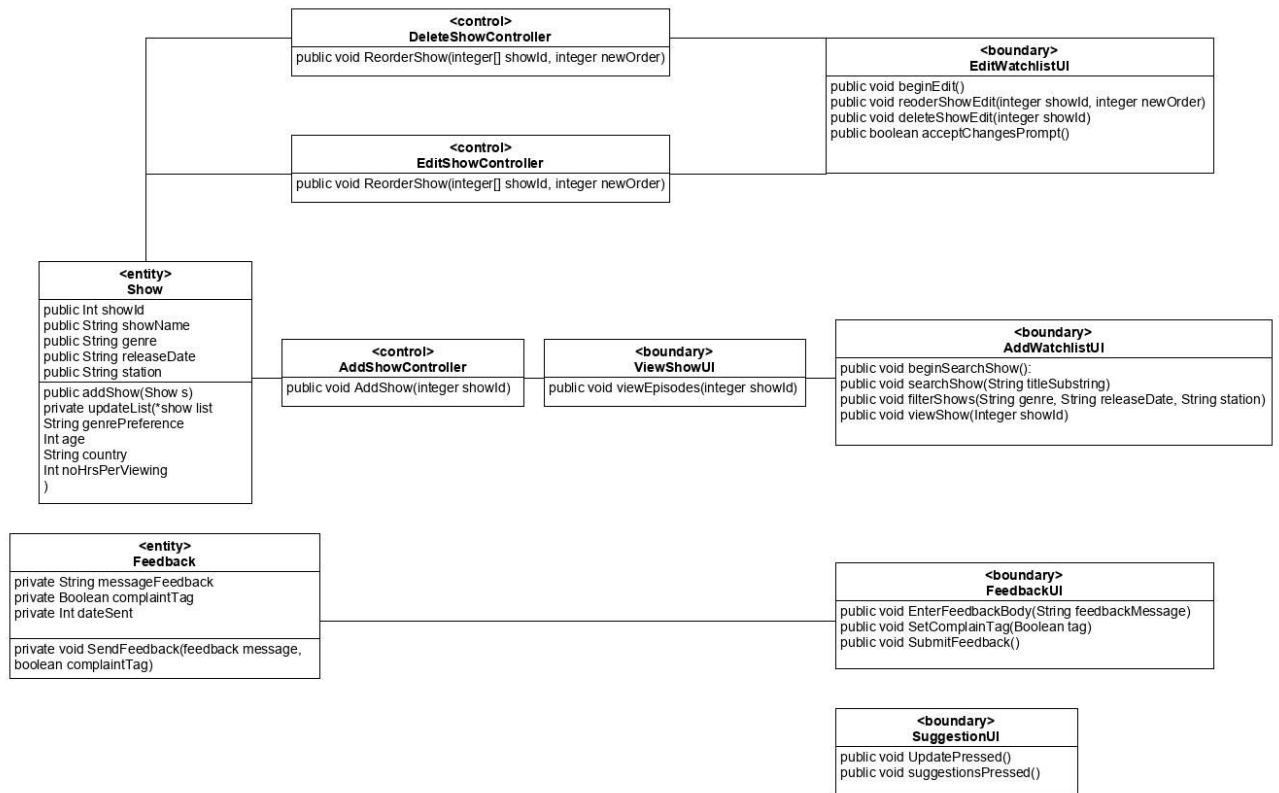 <control>
DeleteShowController
public void ReorderShow(integer[] showId, integer newOrder)
<boundary>
EditWatchlistUI
public void beginEdit()
public void reoderShowEdit(integer showId, integer newOrder)
public void deleteShowEdit(integer showId)
public boolean acceptChangesPrompt()
<control>
EditShowController
public void ReorderShow(integer[] showId, integer newOrder)
<entity>
Show
public Int showId
public String showName
public String genre
public String releaseDate
public String station
public addShow(Show s)
private updateList(*show list
String genrePreference
Int age
String country
Int noHrsPerViewing
)
<control>
AddShowController
public void AddShow(integer showId)
<boundary>
ViewShowUI
public void viewEpisodes(integer showId)
<boundary>
AddWatchlistUI
public void beginSearchShow():
public void searchShow(String titleSubstring)
public void filterShows(String genre, String releaseDate, String station)
public void viewShow(Integer showId)
<entity>
Feedback
private String messageFeedback
private Boolean complaintTag
private Int dateSent
private void SendFeedback(feedback message,
boolean complaintTag)
<boundary>
FeedbackUI
public void EnterFeedbackBody(String feedbackMessage)
public void SetComplainTag(Boolean tag)
public void SubmitFeedback()
<boundary>
SuggestionUI
public void UpdatePressed()
public void suggestionsPressed()